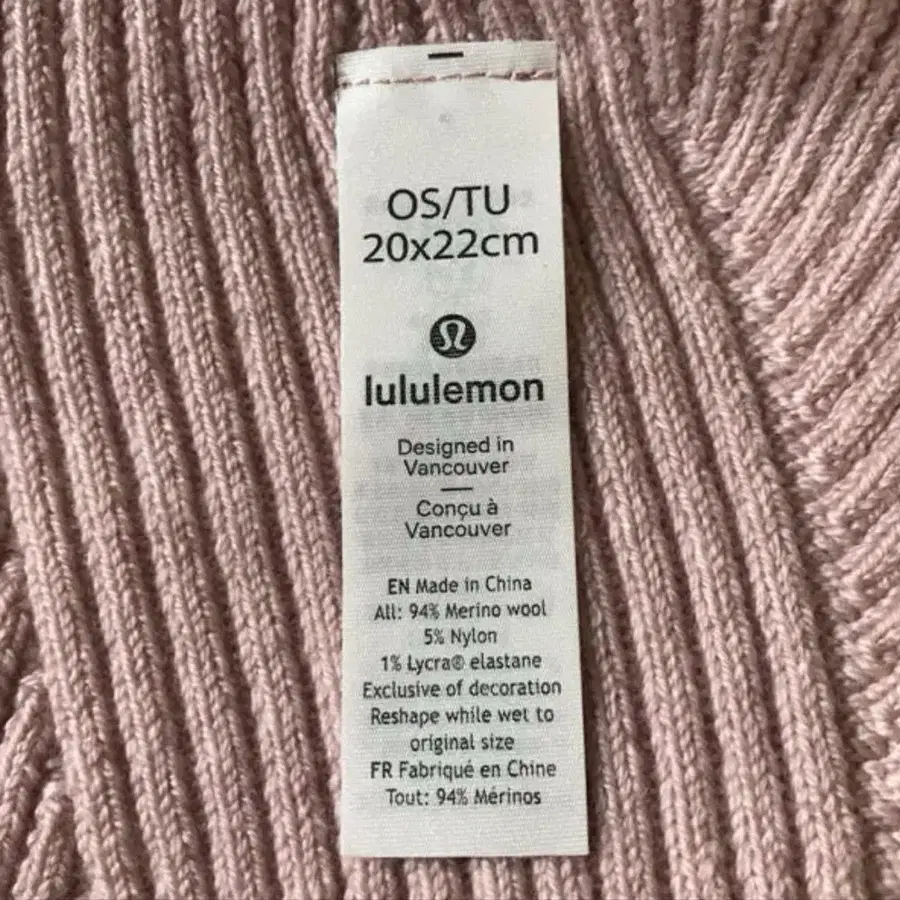 OS/TU
20x22cm
lululemon
Designed in
Vancouver
Conçu à
Vancouver
EN Made in China
All: 94% Merino wool
5% Nylon
1% Lycra® elastane
Exclusive of decoration
Reshape while wet to
original size
FR Fabriqué en Chine
Tout: 94% Mérinos